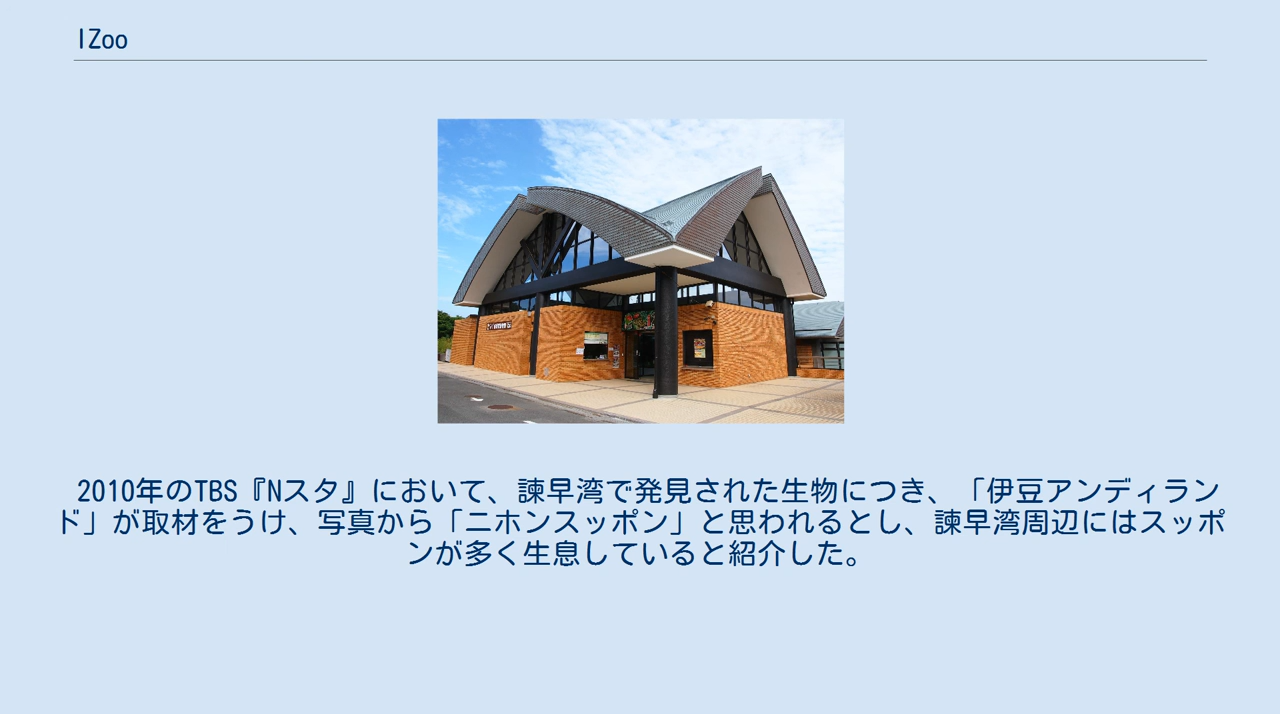 IZoo
2010年のTBS『Nスタ』において、諫早湾で発見された生物につき、「伊豆アンディラン
ド」が取材をうけ、写真から「ニホンスッポン」と思われるとし、諫早湾周辺にはスッポ
ンが多く生息していると紹介した。